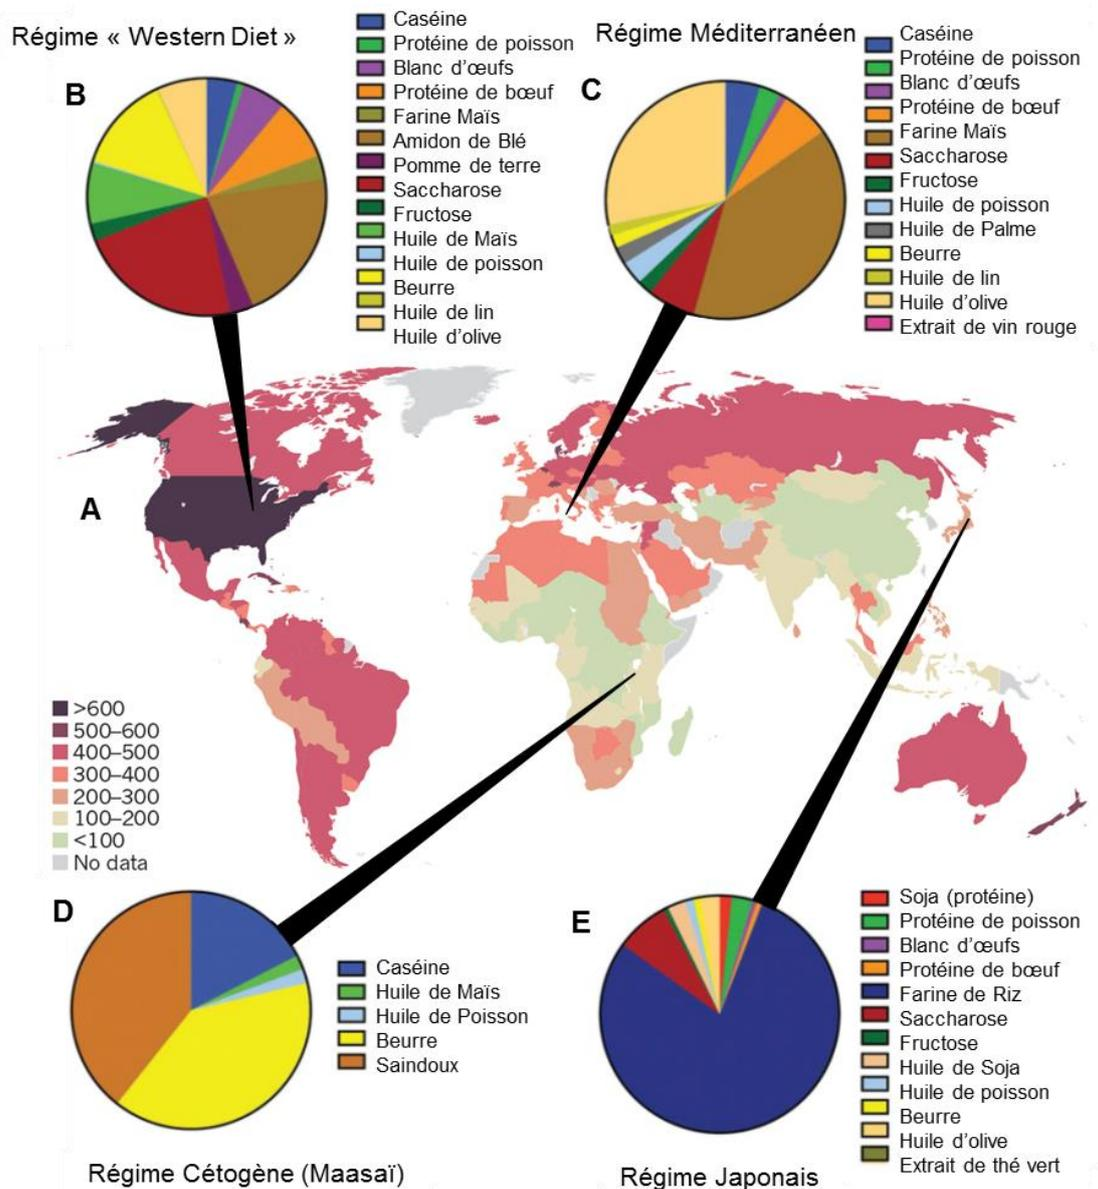 Régime « Western Diet »
B
Caséine
Protéine de poisson
Blanc d'œufs
Protéine de bœuf
Farine Maïs
Amidon de Blé
Pomme de terre
Saccharose
Fructose
Huile de Maïs
Huile de poisson
Beurre
Huile de lin
Huile d'olive
Régime Méditerranéen
C
Caséine
Protéine de poisson
Blanc d'œufs
Protéine de bœuf
Farine Maïs
Saccharose
Fructose
Huile de poisson
Huile de Palme
Beurre
Huile de lin
Huile d'olive
Extrait de vin rouge
A
>600
500–600
400–500
300–400
200–300
100–200
<100
No data
D
Caséine
Huile de Maïs
Huile de Poisson
Beurre
Saindoux
Régime Cétogène (Maasaï)
E
Soja (protéine)
Protéine de poisson
Blanc d'œufs
Protéine de bœuf
Farine de Riz
Saccharose
Fructose
Huile de Soja
Huile de poisson
Beurre
Huile d'olive
Extrait de thé vert
Régime Japonais